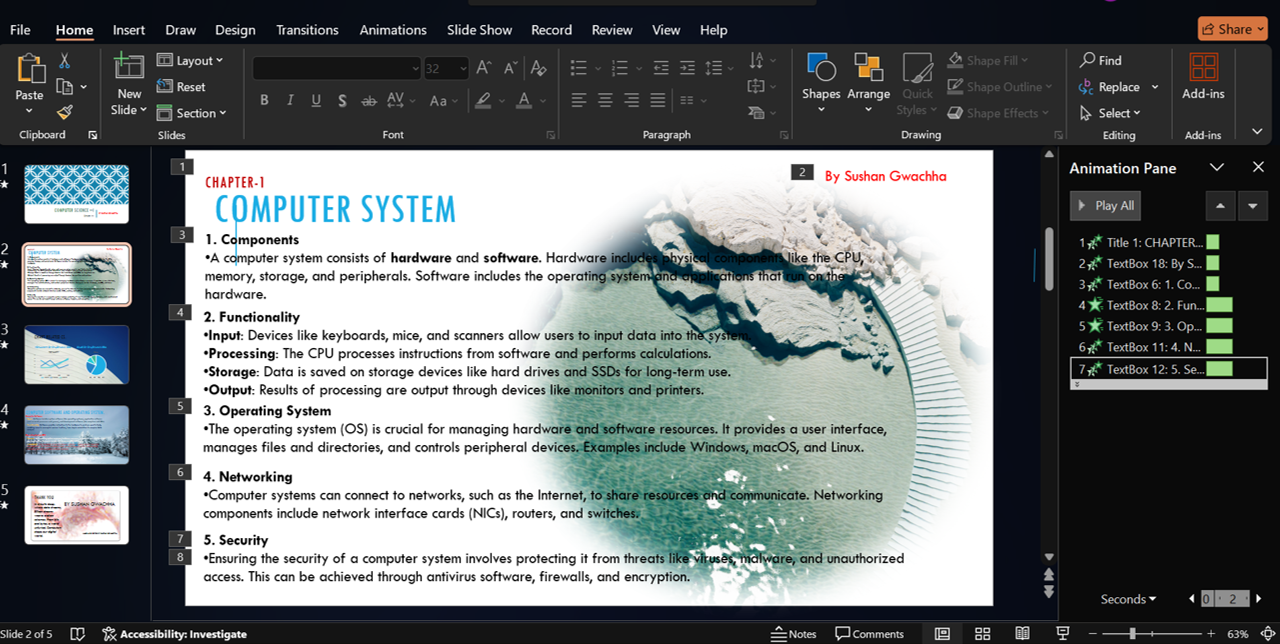 File Home Insert Draw Design Transitions Animations Slide Show Record Review View Help Share
Paste
Clipboard
New
Slide
Layout
Reset
Section
Slides
32
B I U S ab AV Aa A
Font
Paragraph
Shapes
Arrange
Quick
Styles
Shape Fill
Shape Outline
Shape Effects
Drawing
Find
Replace
Select
Editing
Add-ins
Add-ins
1
2
3
4
5
1
CHAPTER-1
2 By Sushan Gwachha
COMPUTER SYSTEM
3
1. Components
•A computer system consists of hardware and software. Hardware includes physical components like the CPU,
memory, storage, and peripherals. Software includes the operating system and applications that run on the
hardware.
4
2. Functionality
•Input: Devices like keyboards, mice, and scanners allow users to input data into the system.
•Processing: The CPU processes instructions from software and performs calculations.
•Storage: Data is saved on storage devices like hard drives and SSDs for long-term use.
•Output: Results of processing are output through devices like monitors and printers.
5
3. Operating System
•The operating system (OS) is crucial for managing hardware and software resources. It provides a user interface,
manages files and directories, and controls peripheral devices. Examples include Windows, macOS, and Linux.
6
4. Networking
•Computer systems can connect to networks, such as the Internet, to share resources and communicate. Networking
components include network interface cards (NICs), routers, and switches.
7
5. Security
8
•Ensuring the security of a computer system involves protecting it from threats like viruses, malware, and unauthorized
access. This can be achieved through antivirus software, firewalls, and encryption.
Animation Pane
Play All
1 Title 1: CHAPTER...
2 TextBox 18: By S...
3 TextBox 6: 1. Co...
4 TextBox 8: 2. Fun...
5 TextBox 9: 3. Op...
6 TextBox 11: 4. N...
7 TextBox 12: 5. Se...
Seconds 0 2
Slide 2 of 5 Accessibility: Investigate Notes Comments 63%